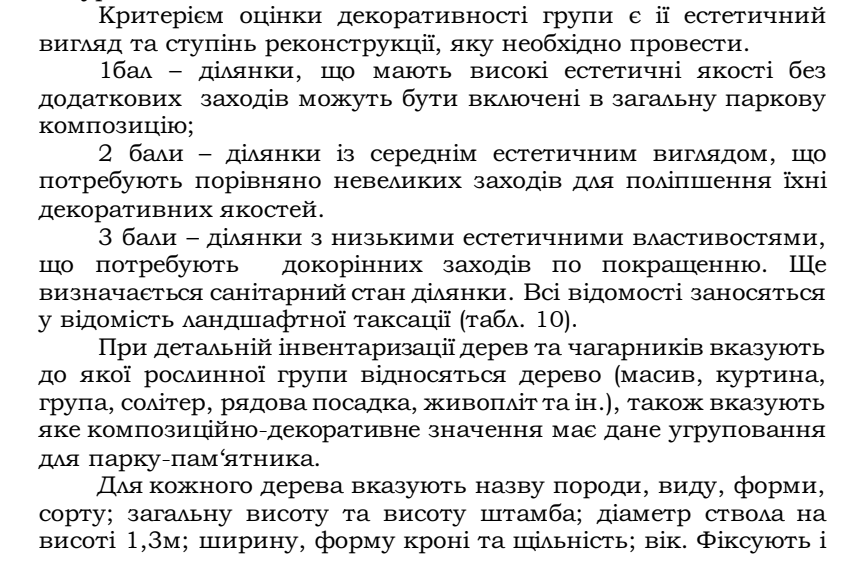 Критерієм оцінки декоративності групи є ії естетичний
вигляд та ступінь реконструкції, яку необхідно провести.
1бал – ділянки, що мають високі естетичні якості без
додаткових заходів можуть бути включені в загальну паркову
композицію;
2 бали – ділянки із середнім естетичним виглядом, що
потребують порівняно невеликих заходів для поліпшення їхні
декоративних якостей.
3 бали – ділянки з низькими естетичними властивостями,
що потребують докорінних заходів по покращенню. Ще
визначається санітарний стан ділянки. Всі відомості заносяться
у відомість ландшафтної таксації (табл. 10).
При детальній інвентаризації дерев та чагарників вказують
до якої рослинної групи відносяться дерево (масив, куртина,
група, солітер, рядова посадка, живопліт та ін.), також вказують
яке композиційно-декоративне значення має дане угруповання
для парку-пам‘ятника.
Для кожного дерева вказують назву породи, виду, форми,
сорту; загальну висоту та висоту штамба; діаметр ствола на
висоті 1,3м; ширину, форму кроні та щільність; вік. Фіксують і